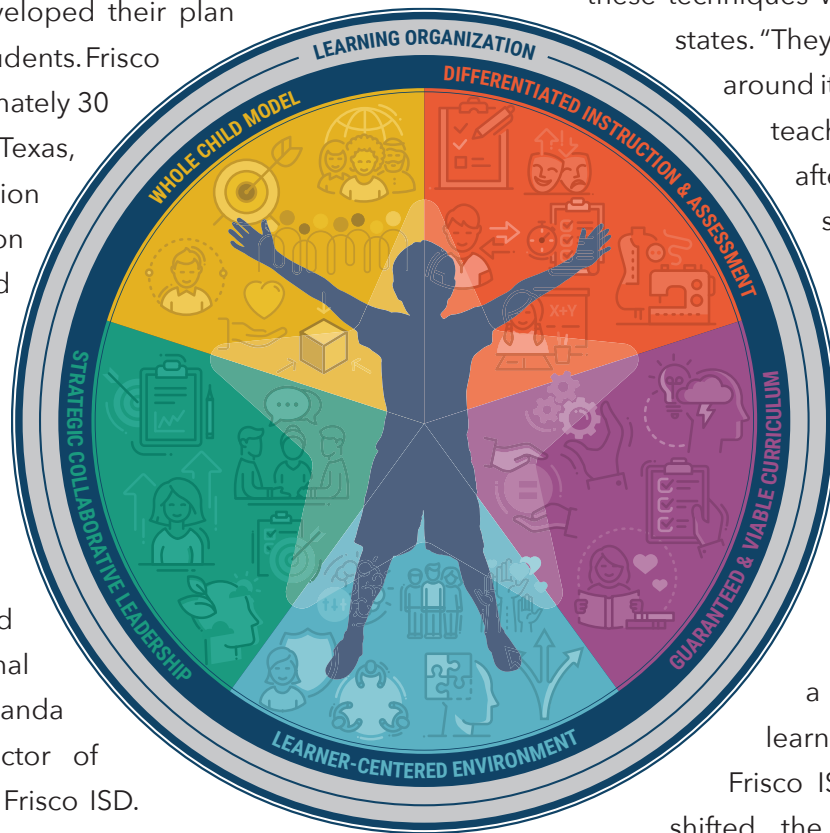 veloped their plan
udents. Frisco
nately 30
Texas,
tion
on
d
d
nal
anda
ctor of
Frisco ISD.
LEARNING ORGANIZATION
WHOLE CHILD MODEL
DIFFERENTIATED INSTRUCTION & ASSESSMENT
X+Y
STRATEGIC COLLABORATIVE LEADERSHIP
GUARANTEED & VIABLE CURRICULUM
LEARNER-CENTERED ENVIRONMENT
these techniques
states. “They
around it
teach
afte
s
a
learn
Frisco IS
shifted the